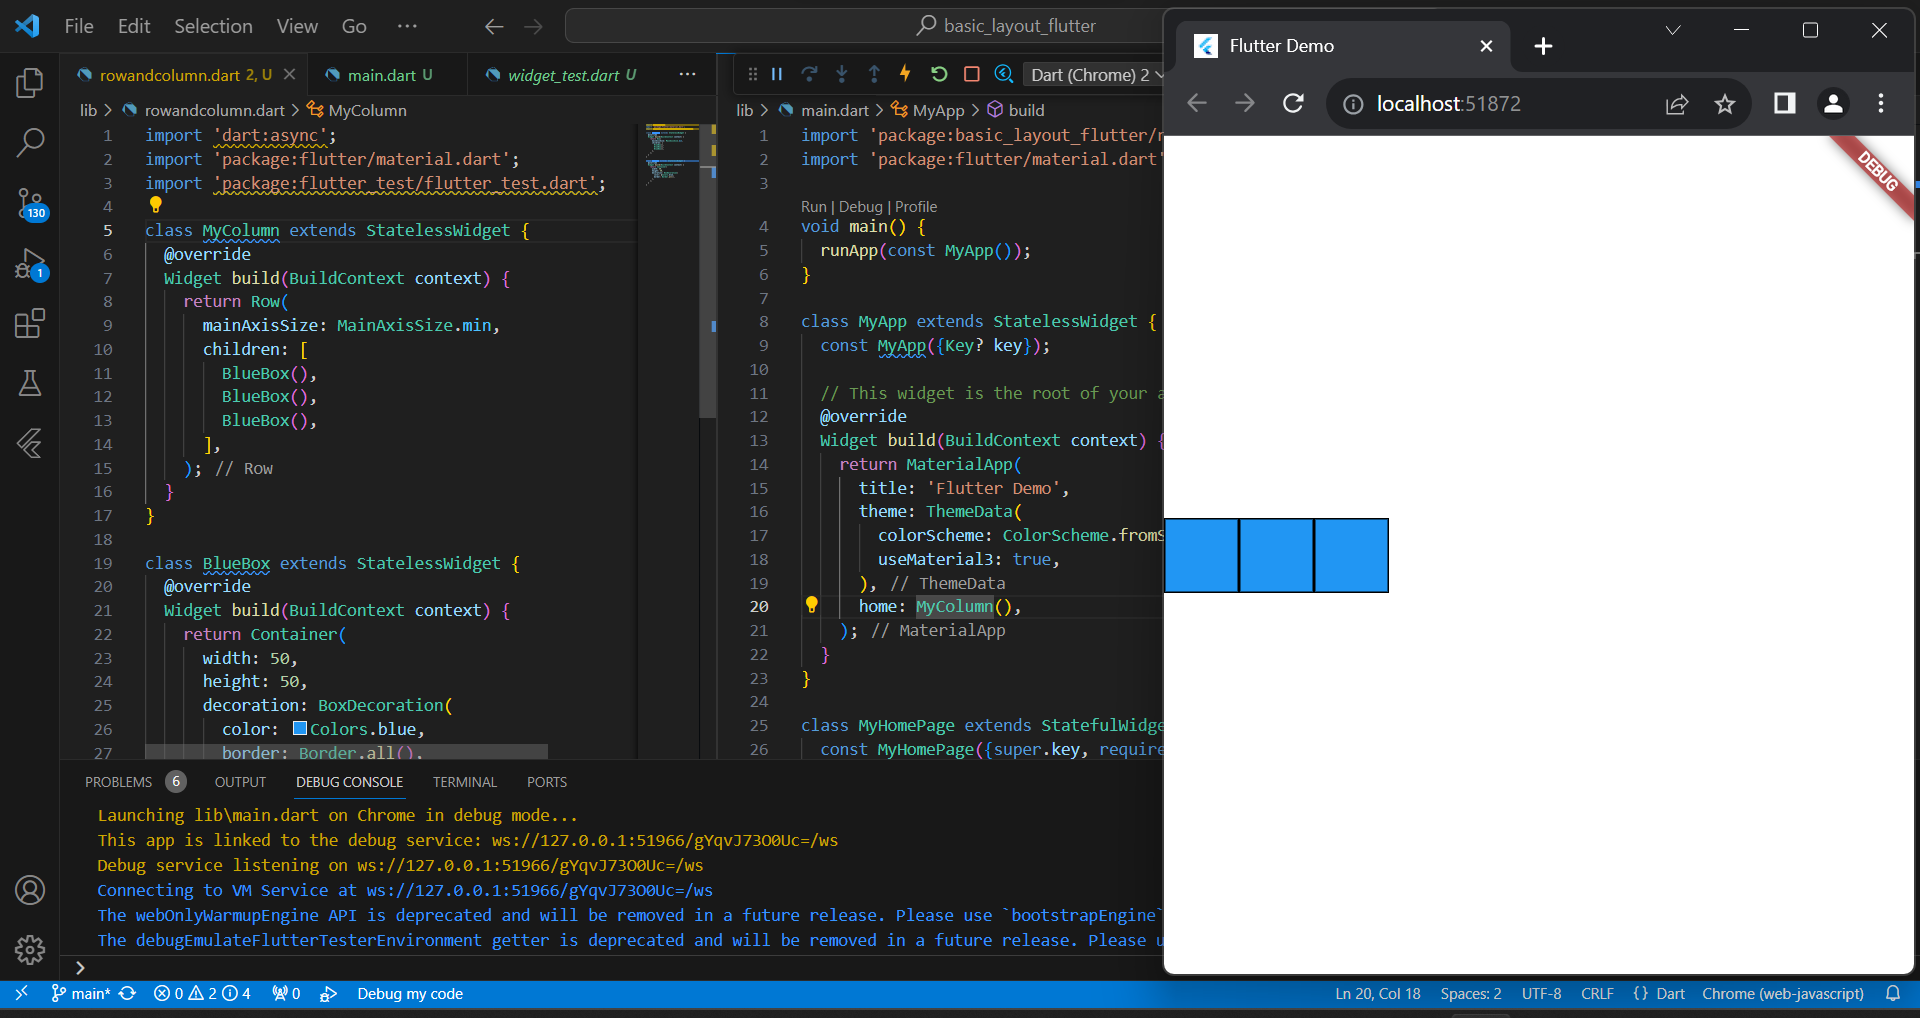 File Edit Selection View Go ··· basic_layout_flutter
rowandcolumn.dart 2, U main.dart U widget_test.dart U ···
lib > rowandcolumn.dart > MyColumn
1 import 'dart:async';
2 import 'package:flutter/material.dart';
3 import 'package:flutter_test/flutter_test.dart';
4
5 class MyColumn extends StatelessWidget {
6 @override
7 Widget build(BuildContext context) {
8 return Row(
9 mainAxisSize: MainAxisSize.min,
10 children: [
11 BlueBox(),
12 BlueBox(),
13 BlueBox(),
14 ],
15 ); // Row
16 }
17 }
18
19 class BlueBox extends StatelessWidget {
20 @override
21 Widget build(BuildContext context) {
22 return Container(
23 width: 50,
24 height: 50,
25 decoration: BoxDecoration(
26 color: Colors.blue,
27 border: Border.all(),
Dart (Chrome) 2
lib > main.dart > MyApp > build
1 import 'package:basic_layout_flutter/
2 import 'package:flutter/material.dart'
3
Run | Debug | Profile
4 void main() {
5 runApp(const MyApp());
6 }
7
8 class MyApp extends StatelessWidget {
9 const MyApp({Key? key});
10
11 // This widget is the root of your a
12 @override
13 Widget build(BuildContext context) {
14 return MaterialApp(
15 title: 'Flutter Demo',
16 theme: ThemeData(
17 colorScheme: ColorScheme.fromS
18 useMaterial3: true,
19 ), // ThemeData
20 home: MyColumn(),
21 ); // MaterialApp
22 }
23 }
24
25 class MyHomePage extends StatefulWidge
26 const MyHomePage({super.key, require
Flutter Demo
localhost:51872
DEBUG
130
1
PROBLEMS 6 OUTPUT DEBUG CONSOLE TERMINAL PORTS
Launching lib\main.dart on Chrome in debug mode...
This app is linked to the debug service: ws://127.0.0.1:51966/gYqvJ73O0Uc=/ws
Debug service listening on ws://127.0.0.1:51966/gYqvJ73O0Uc=/ws
Connecting to VM Service at ws://127.0.0.1:51966/gYqvJ73O0Uc=/ws
The webOnlyWarmupEngine API is deprecated and will be removed in a future release. Please use `bootstrapEngine`
The debugEmulateFlutterTesterEnvironment getter is deprecated and will be removed in a future release. Please u
>
main* 0 2 4 0 Debug my code Ln 20, Col 18 Spaces: 2 UTF-8 CRLF {} Dart Chrome (web-javascript)